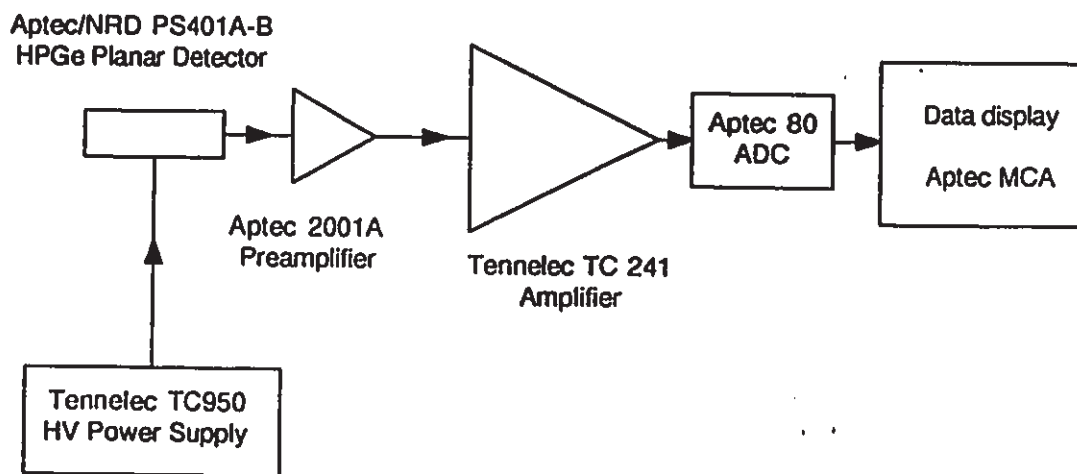 Aptec/NRD PS401A-B
HPGe Planar Detector
Aptec 2001A
Preamplifier
Tennelec TC 241
Amplifier
Aptec 80
ADC
Data display
Aptec MCA
Tennelec TC950
HV Power Supply